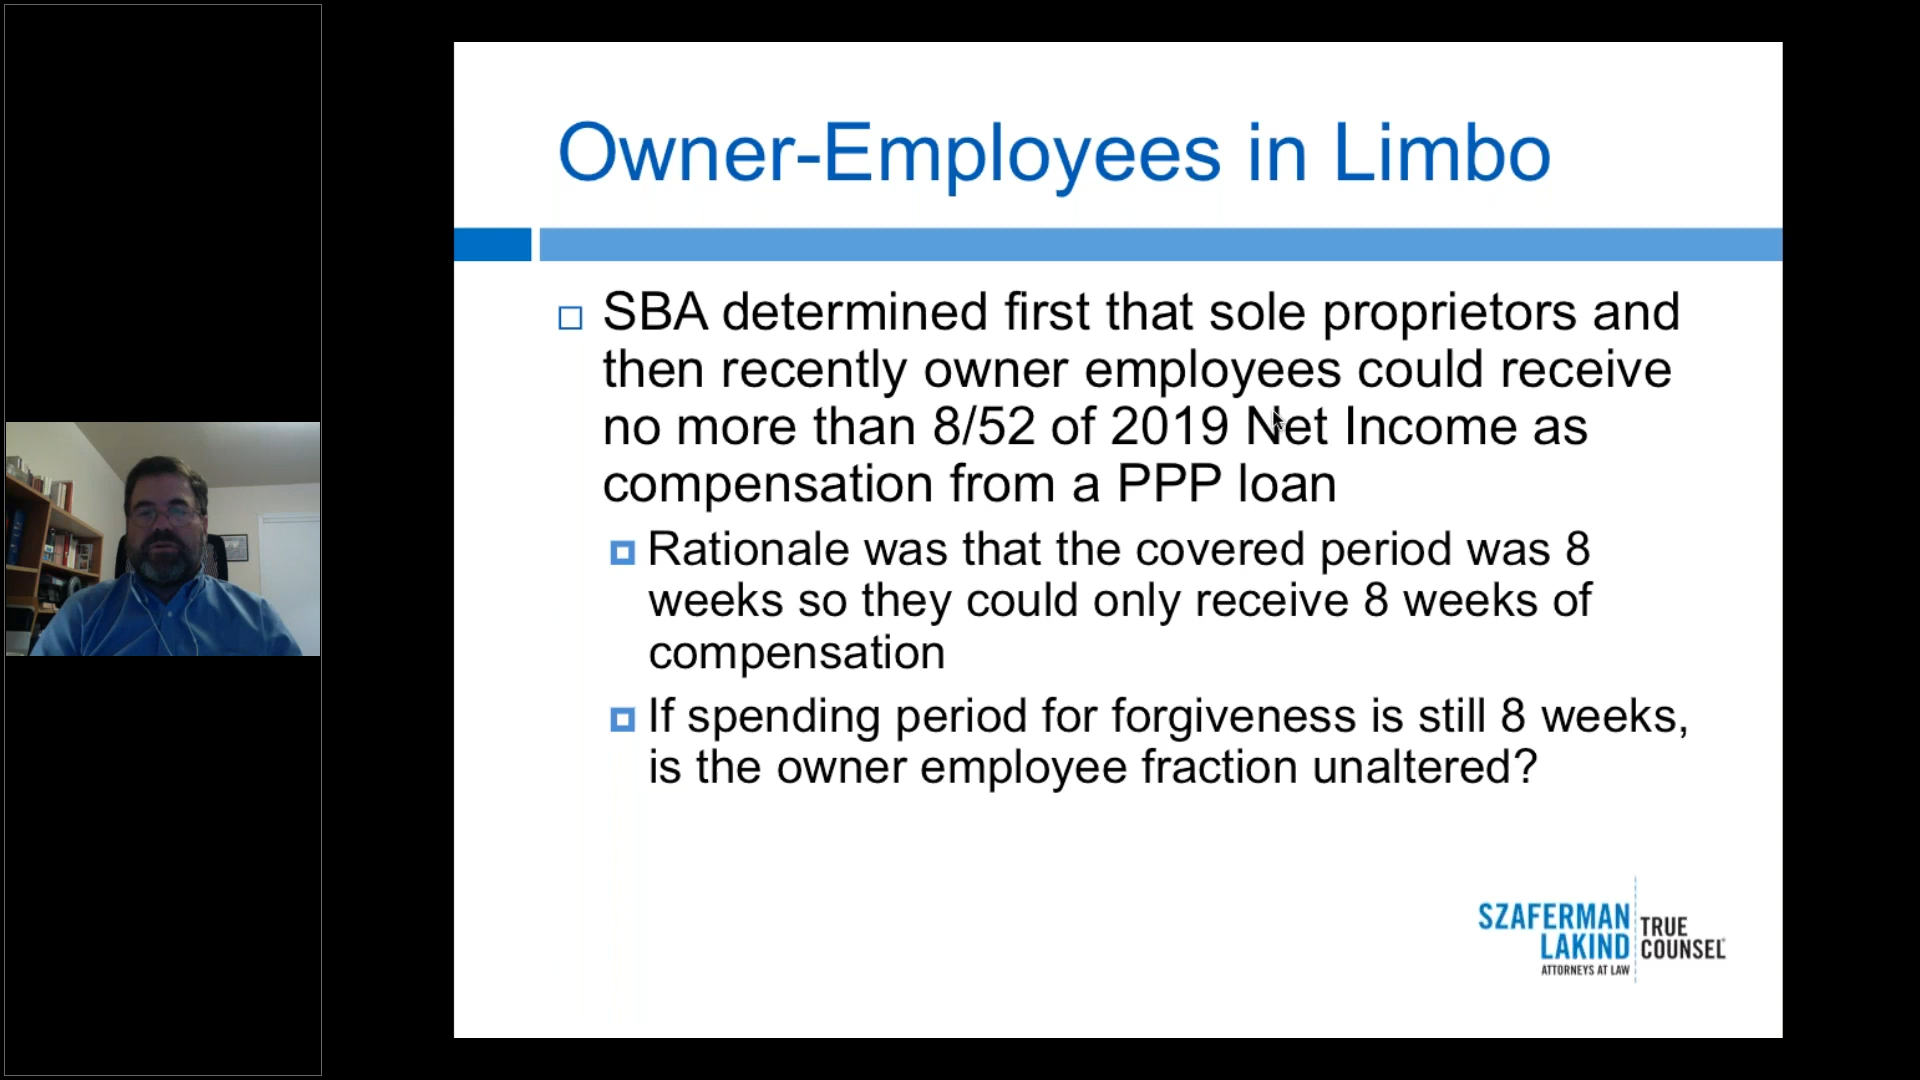 Owner-Employees in Limbo
SBA determined first that sole proprietors and
then recently owner employees could receive
no more than 8/52 of 2019 Net Income as
compensation from a PPP loan
Rationale was that the covered period was 8
weeks so they could only receive 8 weeks of
compensation
If spending period for forgiveness is still 8 weeks,
is the owner employee fraction unaltered?
SZAFERMAN
LAKIND
ATTORNEYS AT LAW
TRUE
COUNSEL